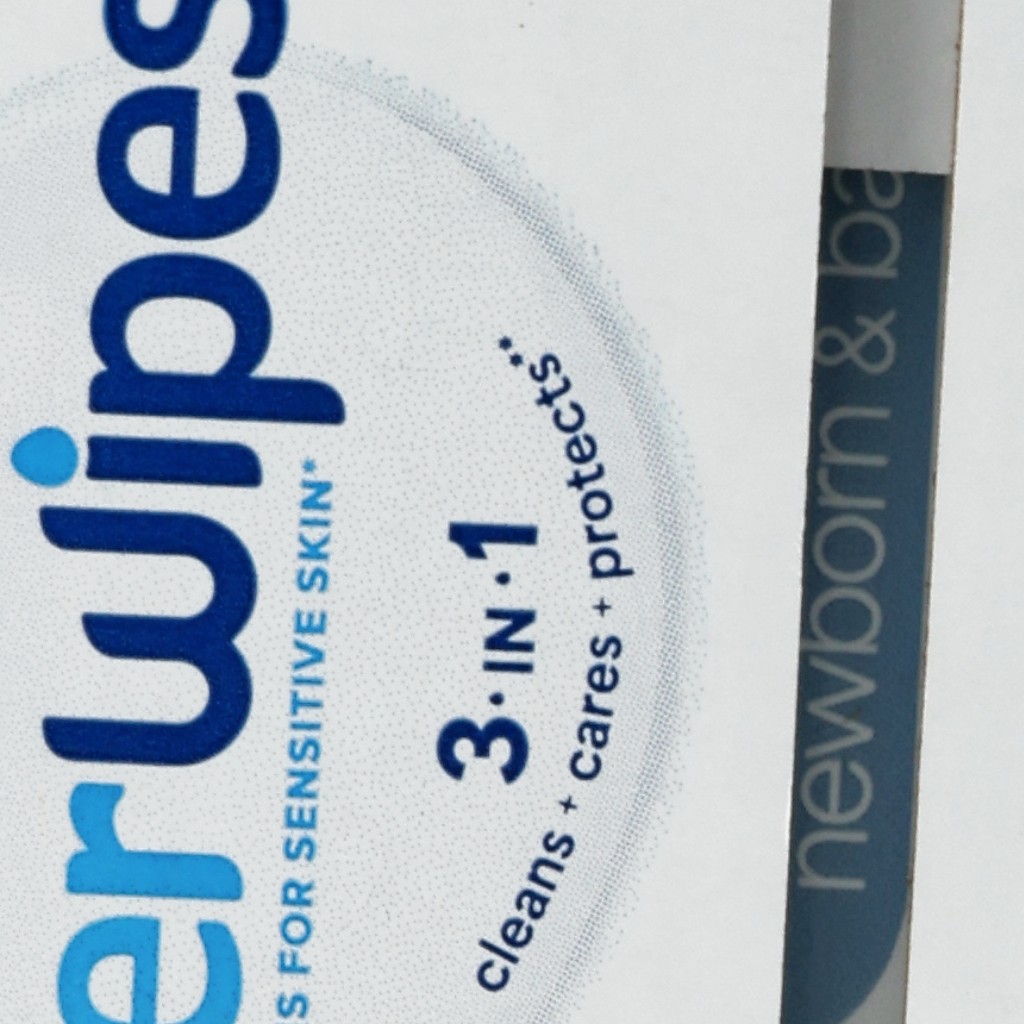 erwipes
S FOR SENSITIVE SKIN*
3·IN·1
cleans + cares + protects**
newborn & ba